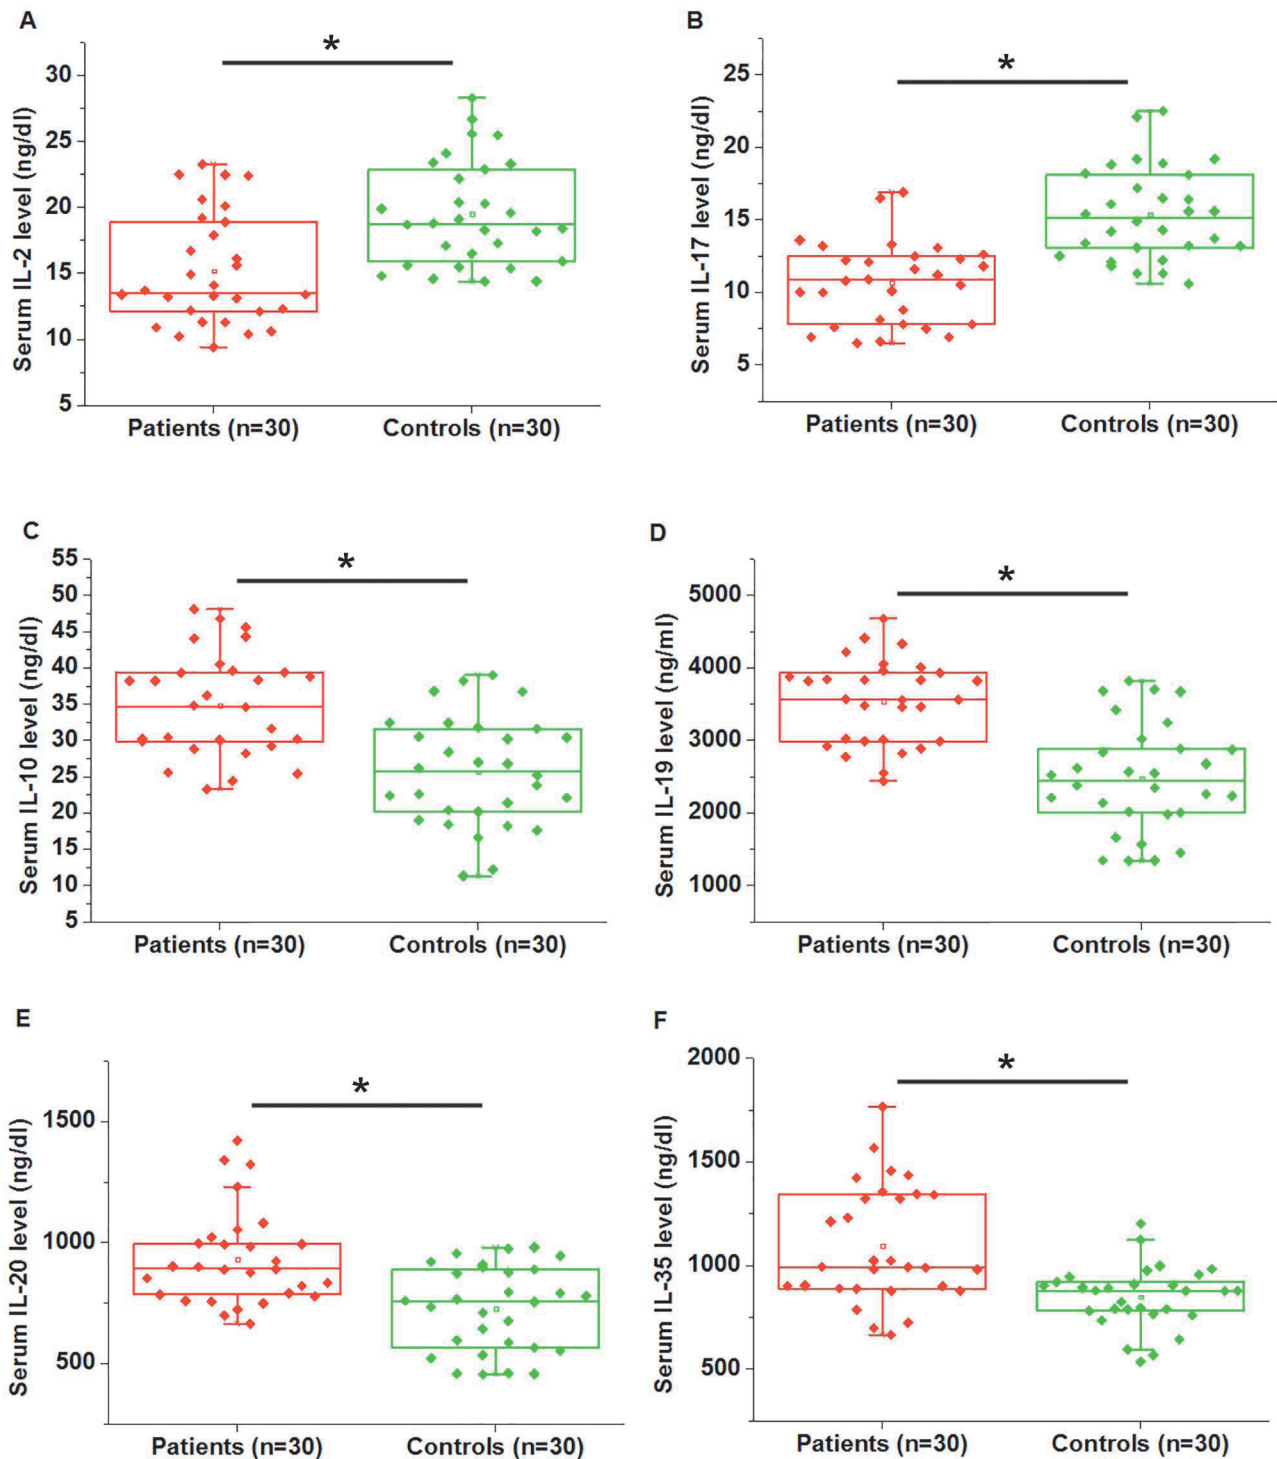 A
*
Serum IL-2 level (ng/dl)
30
25
20
15
10
5
Patients (n=30)
Controls (n=30)
B
*
Serum IL-17 level (ng/dl)
25
20
15
10
5
Patients (n=30)
Controls (n=30)
C
*
Serum IL-10 level (ng/dl)
55
50
45
40
35
30
25
20
15
10
5
Patients (n=30)
Controls (n=30)
D
*
Serum IL-19 level (ng/ml)
5000
4000
3000
2000
1000
Patients (n=30)
Controls (n=30)
E
*
Serum IL-20 level (ng/dl)
1500
1000
500
Patients (n=30)
Controls (n=30)
F
*
Serum IL-35 level (ng/dl)
2000
1500
1000
500
Patients (n=30)
Controls (n=30)